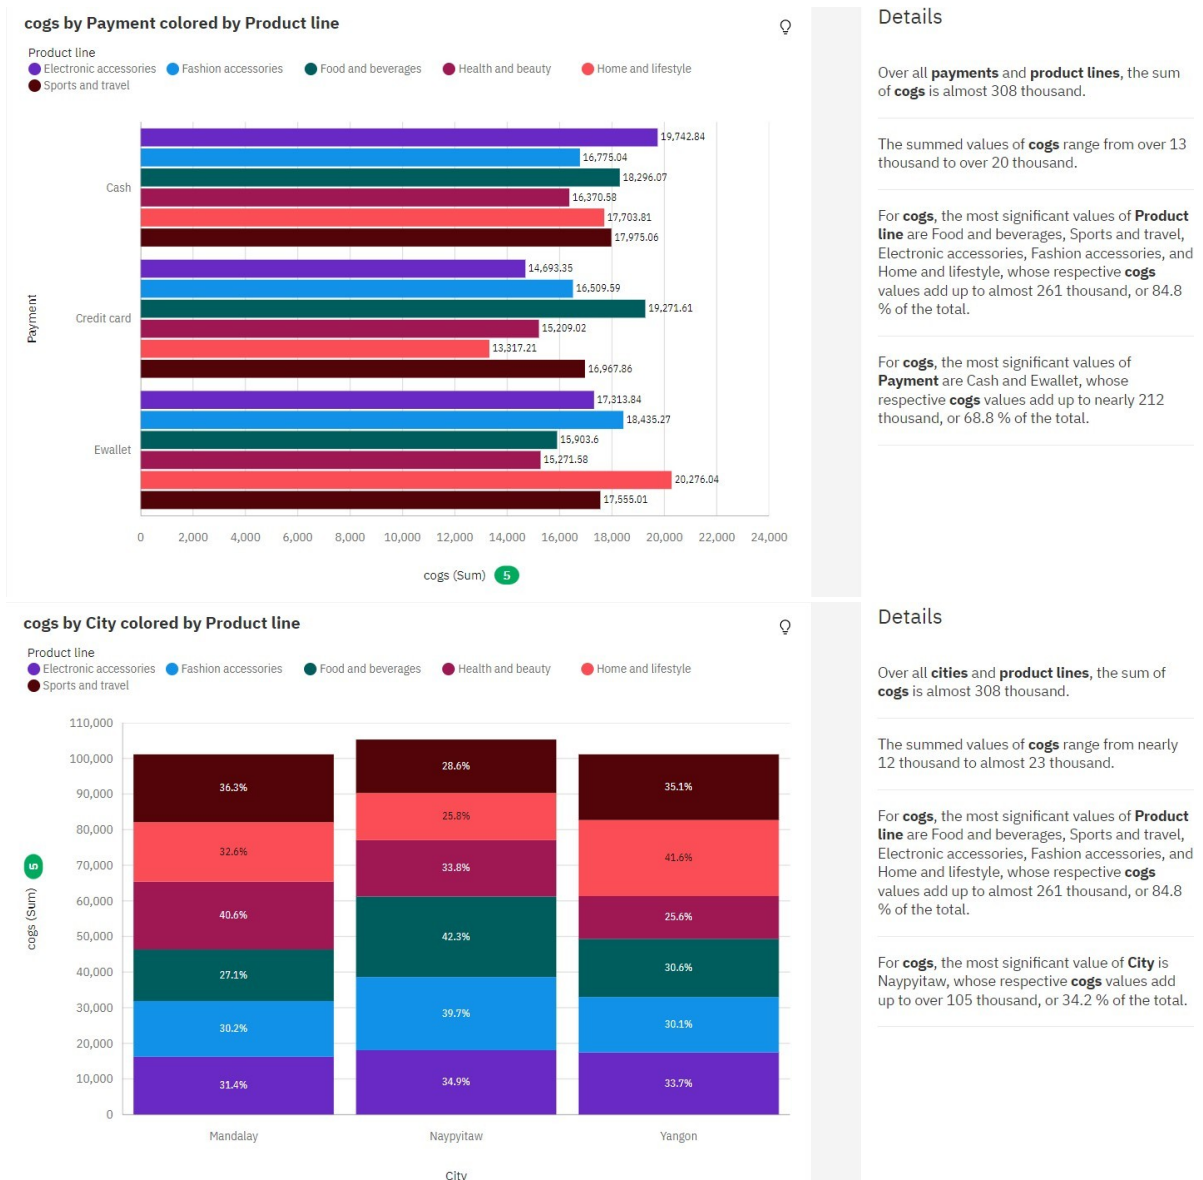 cogs by Payment colored by Product line
Product line
Electronic accessories Fashion accessories Food and beverages Health and beauty Home and lifestyle
Sports and travel
Payment
Cash
19,742.84
16,775.04
18,296.07
16,370.58
17,703.81
17,975.06
Credit card
14,693.35
16,509.59
19,271.61
15,209.02
13,317.21
16,967.86
Ewallet
17,313.84
18,435.27
15,903.6
15,271.58
20,276.04
17,555.01
0 2,000 4,000 6,000 8,000 10,000 12,000 14,000 16,000 18,000 20,000 22,000 24,000
cogs (Sum) 5
Details
Over all payments and product lines, the sum
of cogs is almost 308 thousand.
The summed values of cogs range from over 13
thousand to over 20 thousand.
For cogs, the most significant values of Product
line are Food and beverages, Sports and travel,
Electronic accessories, Fashion accessories, and
Home and lifestyle, whose respective cogs
values add up to almost 261 thousand, or 84.8
% of the total.
For cogs, the most significant values of
Payment are Cash and Ewallet, whose
respective cogs values add up to nearly 212
thousand, or 68.8 % of the total.
cogs by City colored by Product line
Product line
Electronic accessories Fashion accessories Food and beverages Health and beauty Home and lifestyle
Sports and travel
cogs (Sum) 5
110,000
100,000
90,000
80,000
70,000
60,000
50,000
40,000
30,000
20,000
10,000
0
36.3%
32.6%
40.6%
27.1%
30.2%
31.4%
28.6%
25.8%
33.8%
42.3%
39.7%
34.9%
35.1%
41.6%
25.6%
30.6%
30.1%
33.7%
Mandalay Naypyitaw Yangon
City
Details
Over all cities and product lines, the sum of
cogs is almost 308 thousand.
The summed values of cogs range from nearly
12 thousand to almost 23 thousand.
For cogs, the most significant values of Product
line are Food and beverages, Sports and travel,
Electronic accessories, Fashion accessories, and
Home and lifestyle, whose respective cogs
values add up to almost 261 thousand, or 84.8
% of the total.
For cogs, the most significant value of City is
Naypyitaw, whose respective cogs values add
up to over 105 thousand, or 34.2 % of the total.